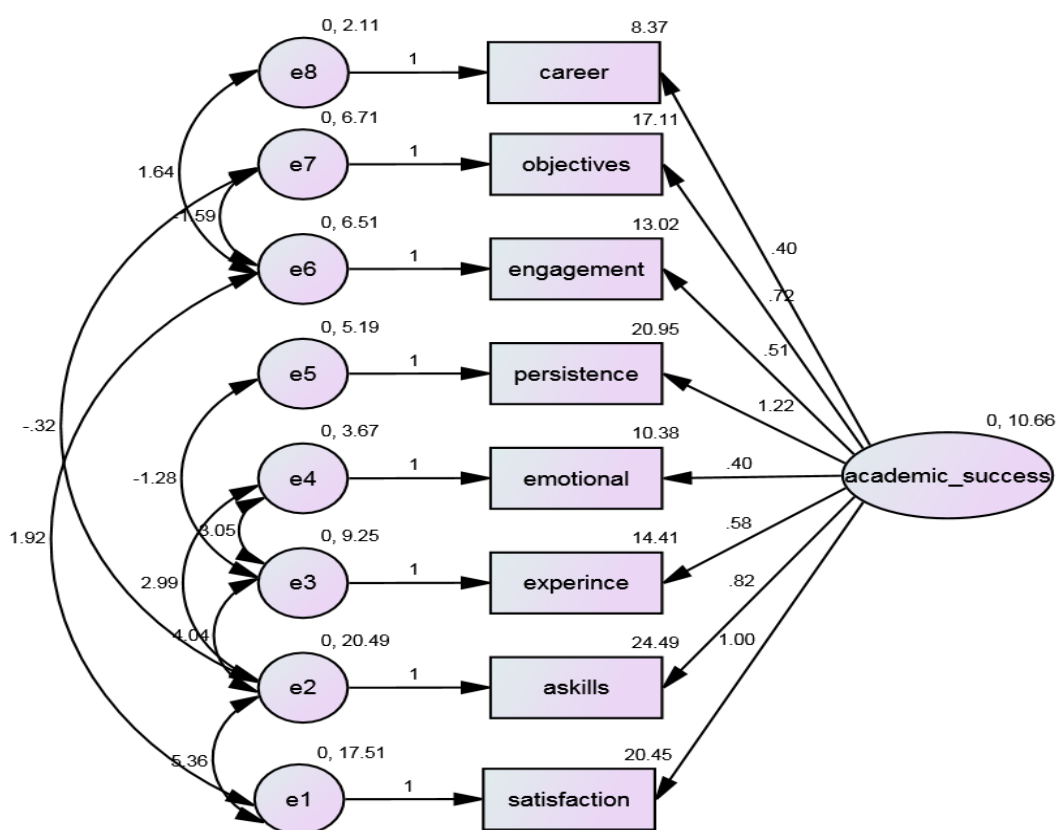 0, 2.11
8.37
e8
1
career
0, 6.71
17.11
e7
1
objectives
1.64
-1.59
0, 6.51
13.02
e6
1
engagement
.40
.72
.51
0, 5.19
20.95
e5
1
persistence
1.22
0, 10.66
-.32
-1.28
0, 3.67
10.38
e4
1
emotional
.40
academic_success
1.92
3.05
0, 9.25
14.41
.58
e3
1
experince
2.99
.82
4.04
0, 20.49
24.49
1.00
e2
1
askills
5.36
0, 17.51
20.45
e1
1
satisfaction